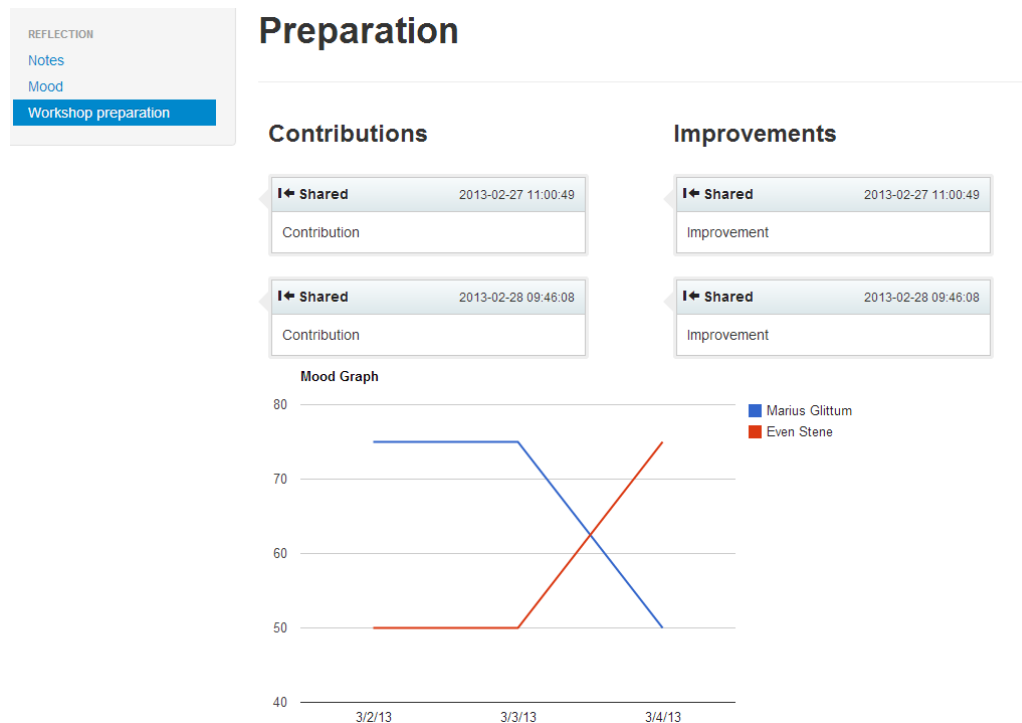 REFLECTION
Notes
Mood
Workshop preparation
Preparation
Contributions
Shared 2013-02-27 11:00:49
Contribution
Shared 2013-02-28 09:46:08
Contribution
Improvements
Shared 2013-02-27 11:00:49
Improvement
Shared 2013-02-28 09:46:08
Improvement
Mood Graph
80
70
60
50
40
3/2/13 3/3/13 3/4/13
Marius Glittum
Even Stene